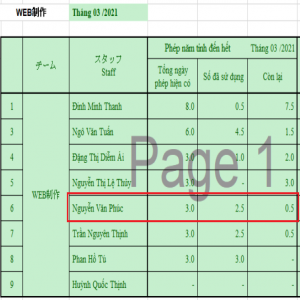 WEB制作 Tháng 03 /2021
チーム スタッフ Staff Phép năm tính đến hết Tháng 03 /2021
Tổng ngày phép hiện có Số đã sử dụng Còn lại
1 Đinh Minh Thanh 8.0 0.5 7.5
3 Ngô Văn Tuấn 6.0 4.5 1.5
4 Đặng Thị Diễm Ái 3.0 1.0 2.0
5 Nguyễn Thị Lệ Thủy 3.0 - 3.0
WEB制作
6 Nguyễn Văn Phúc 3.0 2.5 0.5
7 Trần Nguyên Thịnh 3.0 2.5 0.5
8 Phan Hồ Tú 3.0 3.0 -
9 Huỳnh Quốc Thịnh - - -
Page 1